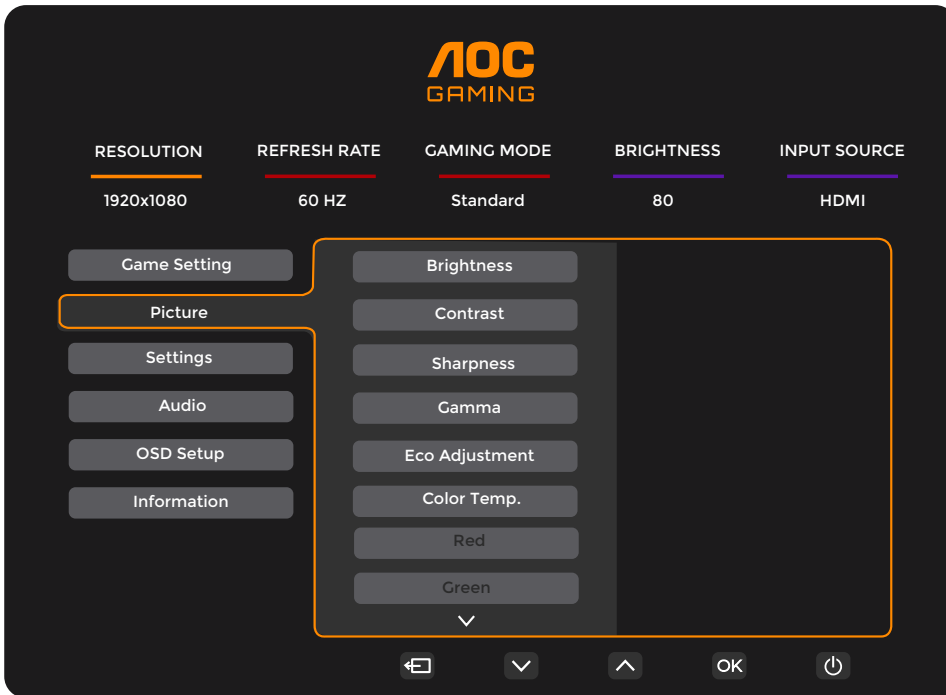 AOC
GAMING
RESOLUTION REFRESH RATE GAMING MODE BRIGHTNESS INPUT SOURCE
1920x1080 60 HZ Standard 80 HDMI
Game Setting
Picture
Settings
Audio
OSD Setup
Information
Brightness
Contrast
Sharpness
Gamma
Eco Adjustment
Color Temp.
Red
Green
OK